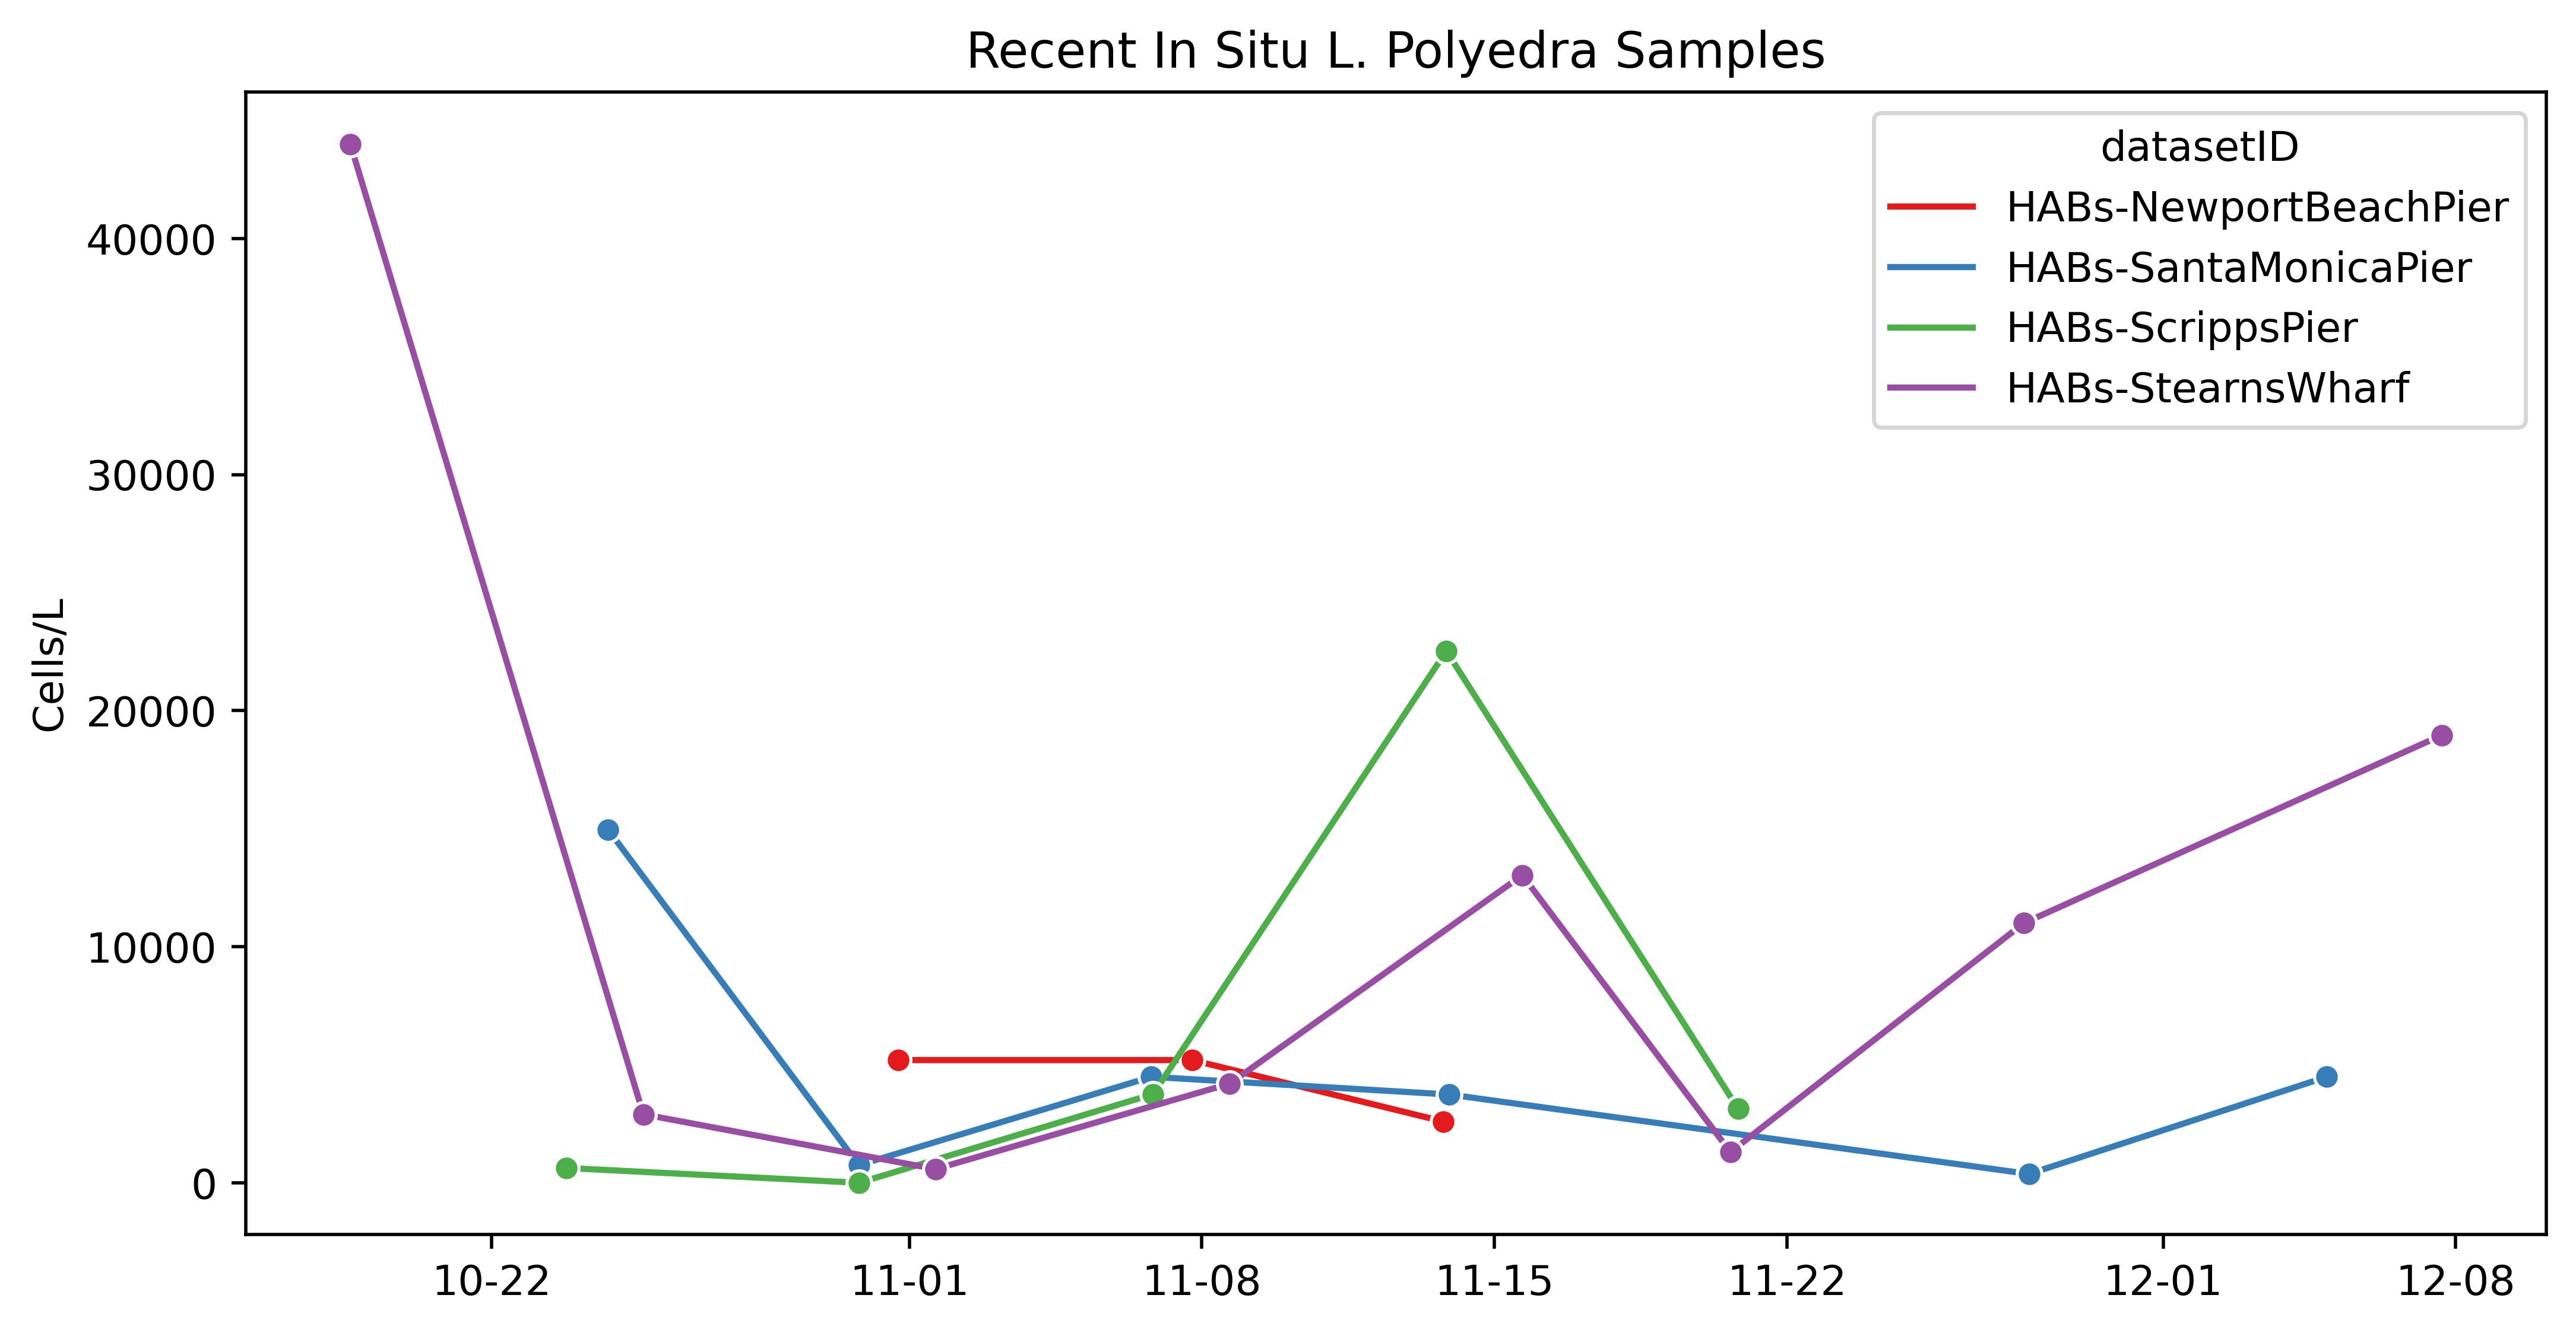 Recent In Situ L. Polyedra Samples
datasetID
HABs-NewportBeachPier
HABs-SantaMonicaPier
HABs-ScrippsPier
HABs-StearnsWharf
Cells/L
40000
30000
20000
10000
0
10-22 11-01 11-08 11-15 11-22 12-01 12-08